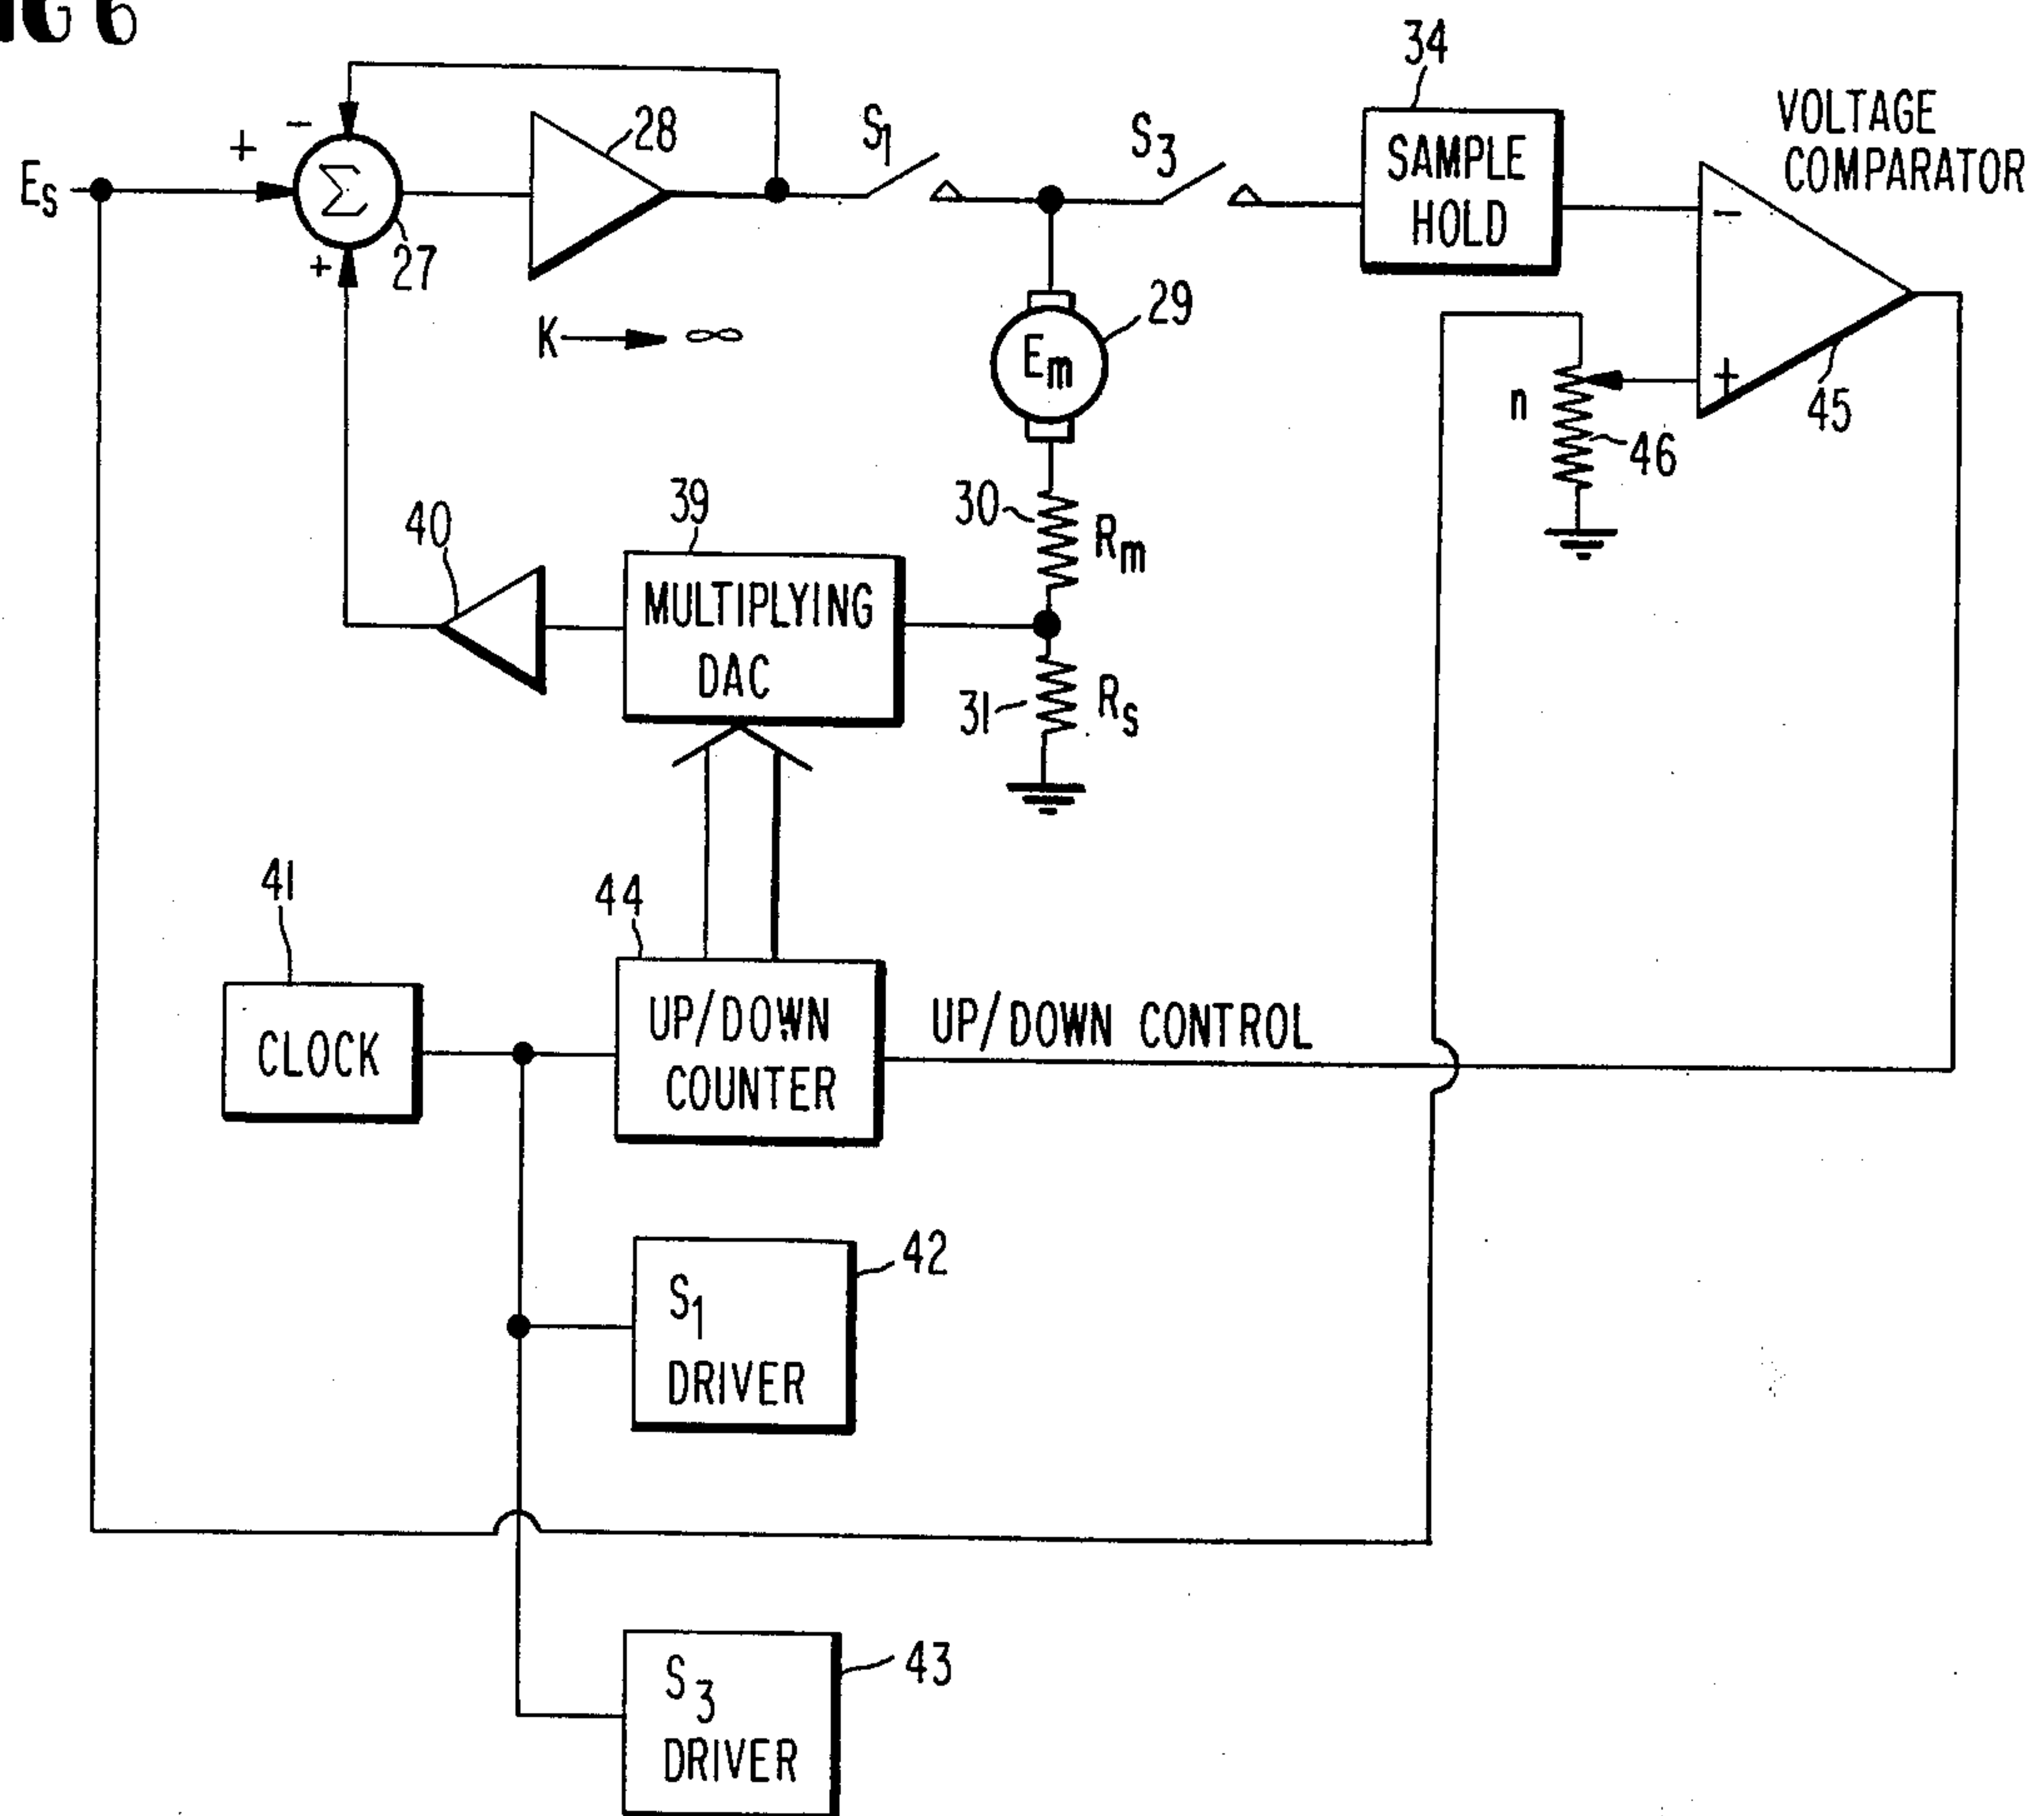 FIG 6
34
VOLTAGE
COMPARATOR
28
S1
S3
SAMPLE
HOLD
+
-
Es
Σ
27
+
-
K → ∞
29
Em
n
+
45
46
40
39
30
Rm
MULTIPLYING
DAC
31
Rs
41
44
CLOCK
UP/DOWN
COUNTER
UP/DOWN CONTROL
42
S1
DRIVER
43
S3
DRIVER